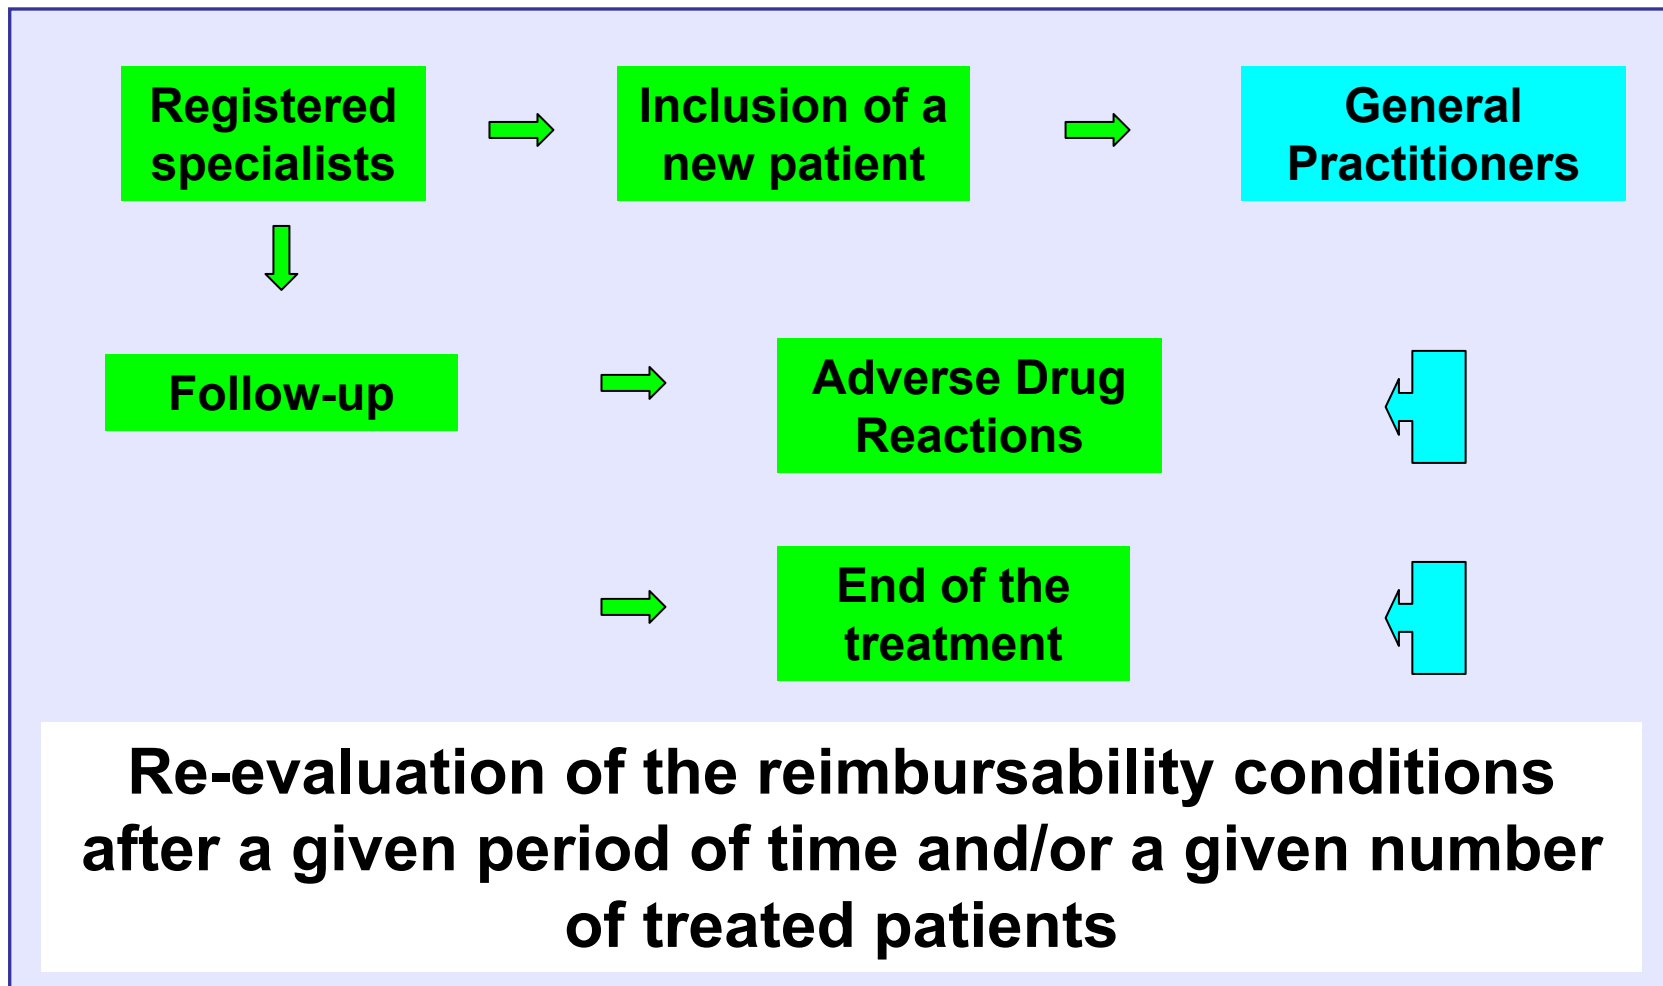 Registered
specialists
Inclusion of a
new patient
General
Practitioners
Follow-up
Adverse Drug
Reactions
End of the
treatment
Re-evaluation of the reimbursability conditions
after a given period of time and/or a given number
of treated patients